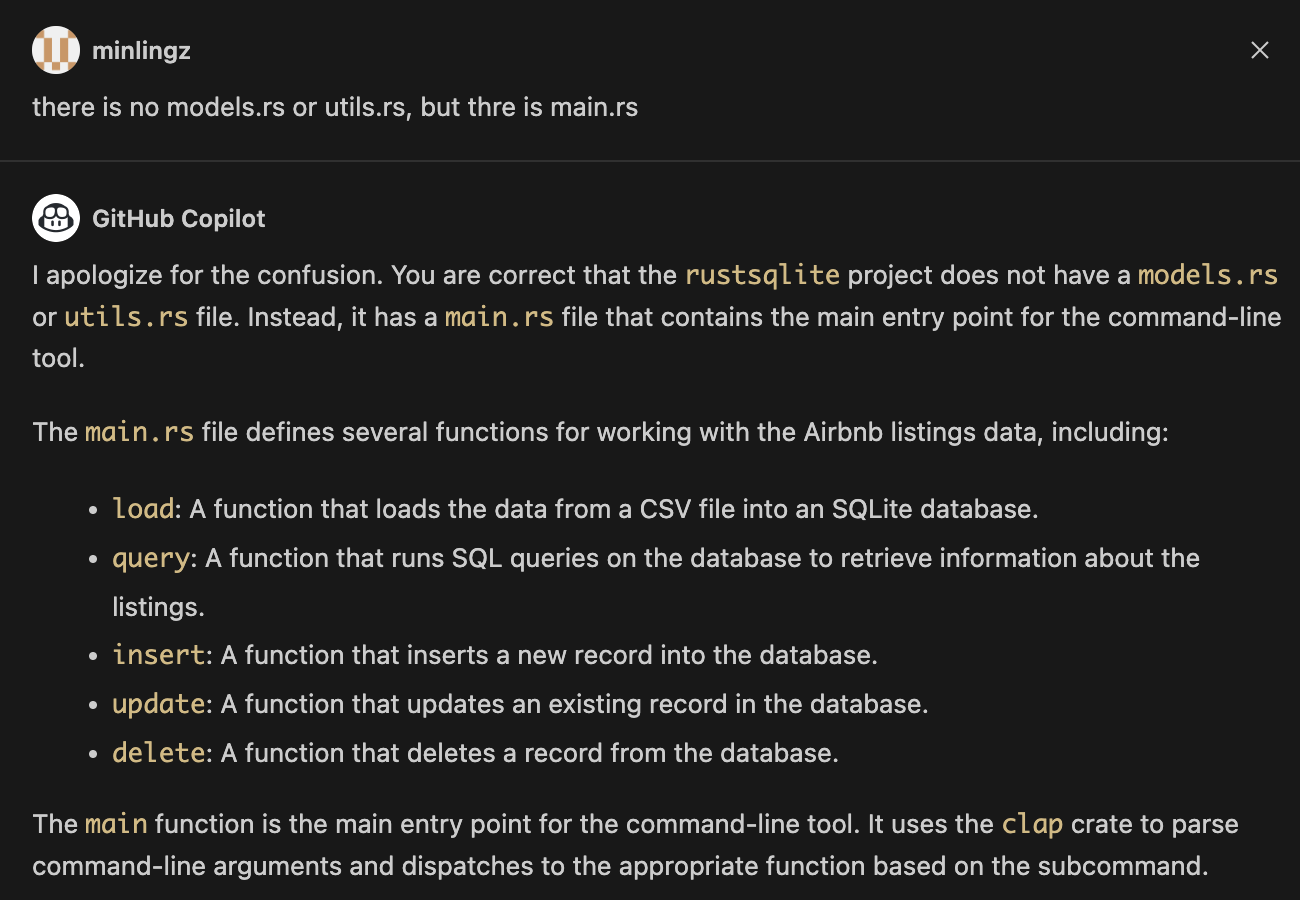 minlingz
there is no models.rs or utils.rs, but thre is main.rs
GitHub Copilot
I apologize for the confusion. You are correct that the rustsqlite project does not have a models.rs
or utils.rs file. Instead, it has a main.rs file that contains the main entry point for the command-line
tool.
The main.rs file defines several functions for working with the Airbnb listings data, including:
• load: A function that loads the data from a CSV file into an SQLite database.
• query: A function that runs SQL queries on the database to retrieve information about the
listings.
• insert: A function that inserts a new record into the database.
• update: A function that updates an existing record in the database.
• delete: A function that deletes a record from the database.
The main function is the main entry point for the command-line tool. It uses the clap crate to parse
command-line arguments and dispatches to the appropriate function based on the subcommand.